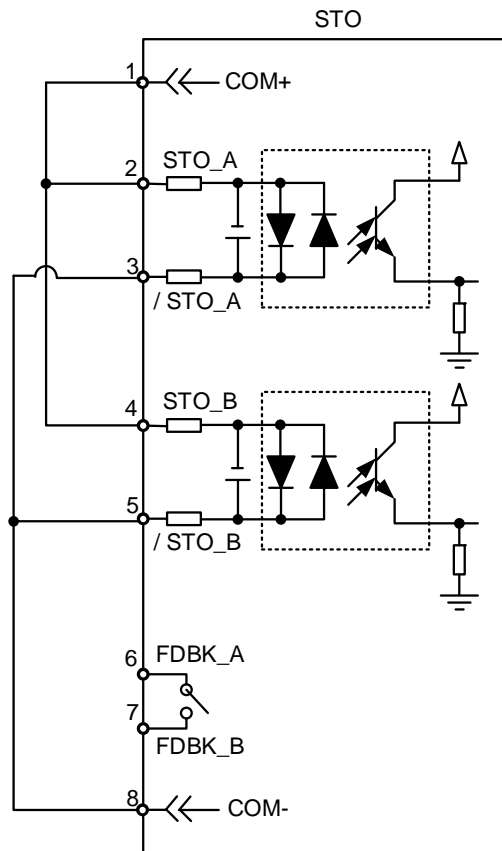 STO
1
COM+
2
STO_A
3
/ STO_A
4
STO_B
5
/ STO_B
6
FDBK_A
7
FDBK_B
8
COM-